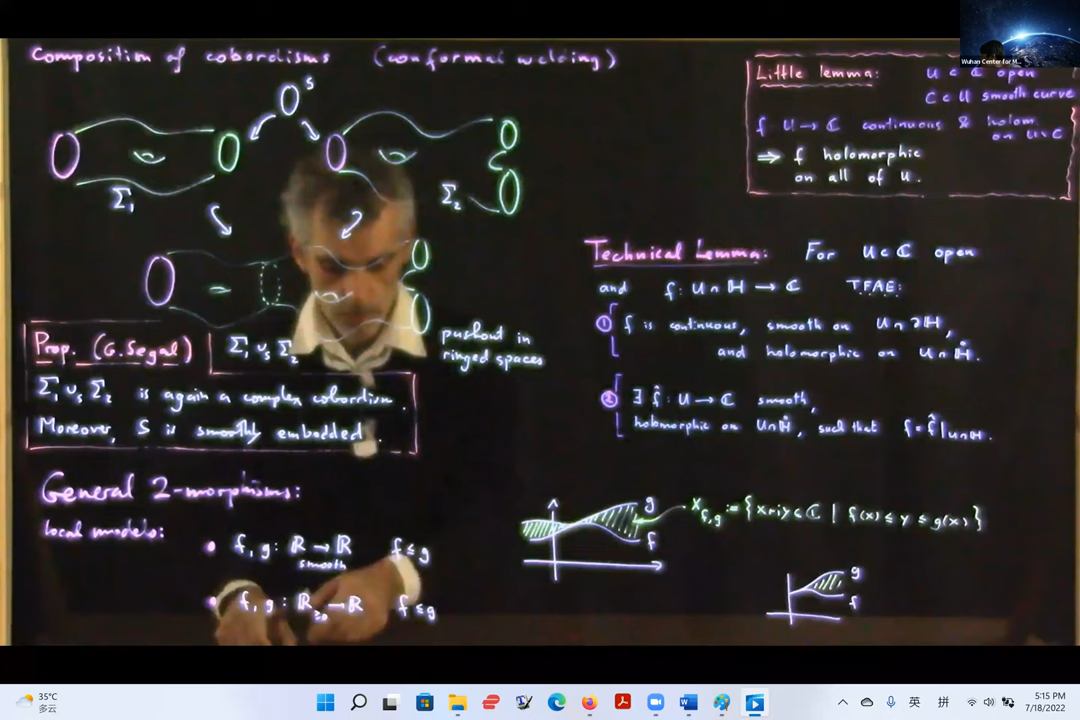 Composition of cobordisms (conformal welding)
S
Σ₁
Σ₂
Σ₁ ∪ₛ Σ₂
pushout in
ringed spaces
Prop. (G. Segal)
Σ₁ ∪ₛ Σ₂ is again a complex cobordism.
Moreover, S is smoothly embedded.
General 2-morphisms:
local models:
• f, g: ℝ → ℝ f ≤ g
smooth
• f, g: ℝ≥0 → ℝ f ≤ g
Little lemma: U ⊂ ℂ open
C ⊂ U smooth curve
f: U → ℂ continuous & holom.
on U\C
⇒ f holomorphic
on all of U.
Technical Lemma: For U ⊂ ℂ open
and f: U ∩ ℍ → ℂ TFAE:
① f is continuous, smooth on U ∩ ∂ℍ,
and holomorphic on U ∩ ℍ̊.
② ∃ f̂: U → ℂ smooth,
holomorphic on U ∩ ℍ̊, such that f = f̂|U∩ℍ.
g
f
X_{f,g} := {x+iy ∈ ℂ | f(x) ≤ y ≤ g(x)}
g
f
Wuhan Center for M...
35°C
多云
英
拼
5:15 PM
7/18/2022